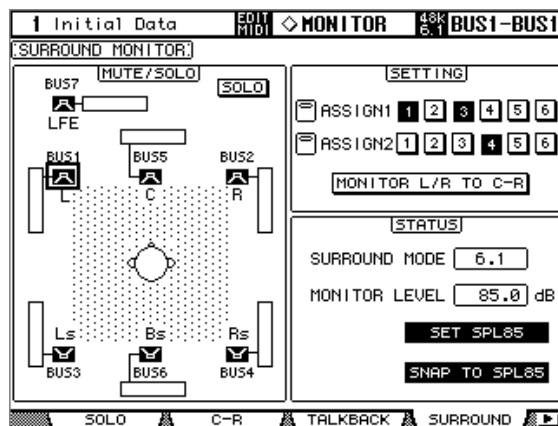 1 Initial Data EDIT MIDI ◇MONITOR 48K 6.1 BUS1-BUS1
SURROUND MONITOR
MUTE/SOLO
SOLO
BUS7
LFE
BUS1 BUS5 BUS2
L C R
Ls Bs Rs
BUS3 BUS6 BUS4
SETTING
ASSIGN1 1 2 3 4 5 6
ASSIGN2 1 2 3 4 5 6
MONITOR L/R TO C-R
STATUS
SURROUND MODE 6.1
MONITOR LEVEL 85.0 dB
SET SPL85
SNAP TO SPL85
SOLO C-R TALKBACK SURROUND